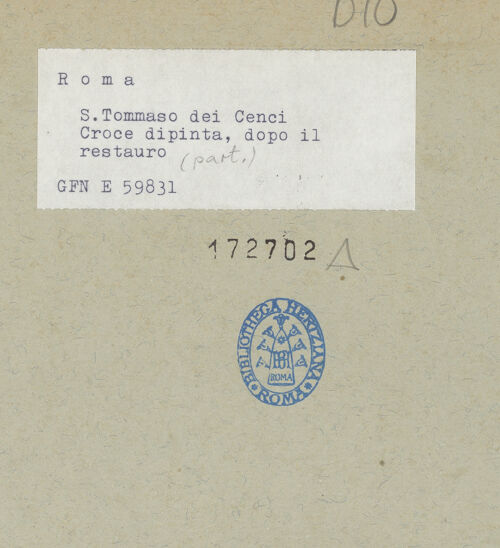 D10
R o m a
S.Tommaso dei Cenci
Croce dipinta, dopo il
restauro (part.)
GFN E 59831
172702 A
BIBLIOTHECA HERTZIANA
ROMA
ROMA